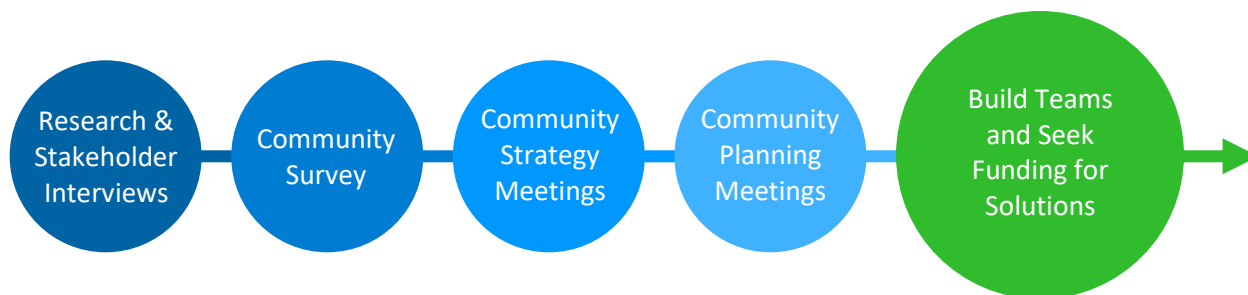 Research &
Stakeholder
Interviews
Community
Survey
Community
Strategy
Meetings
Community
Planning
Meetings
Build Teams
and Seek
Funding for
Solutions